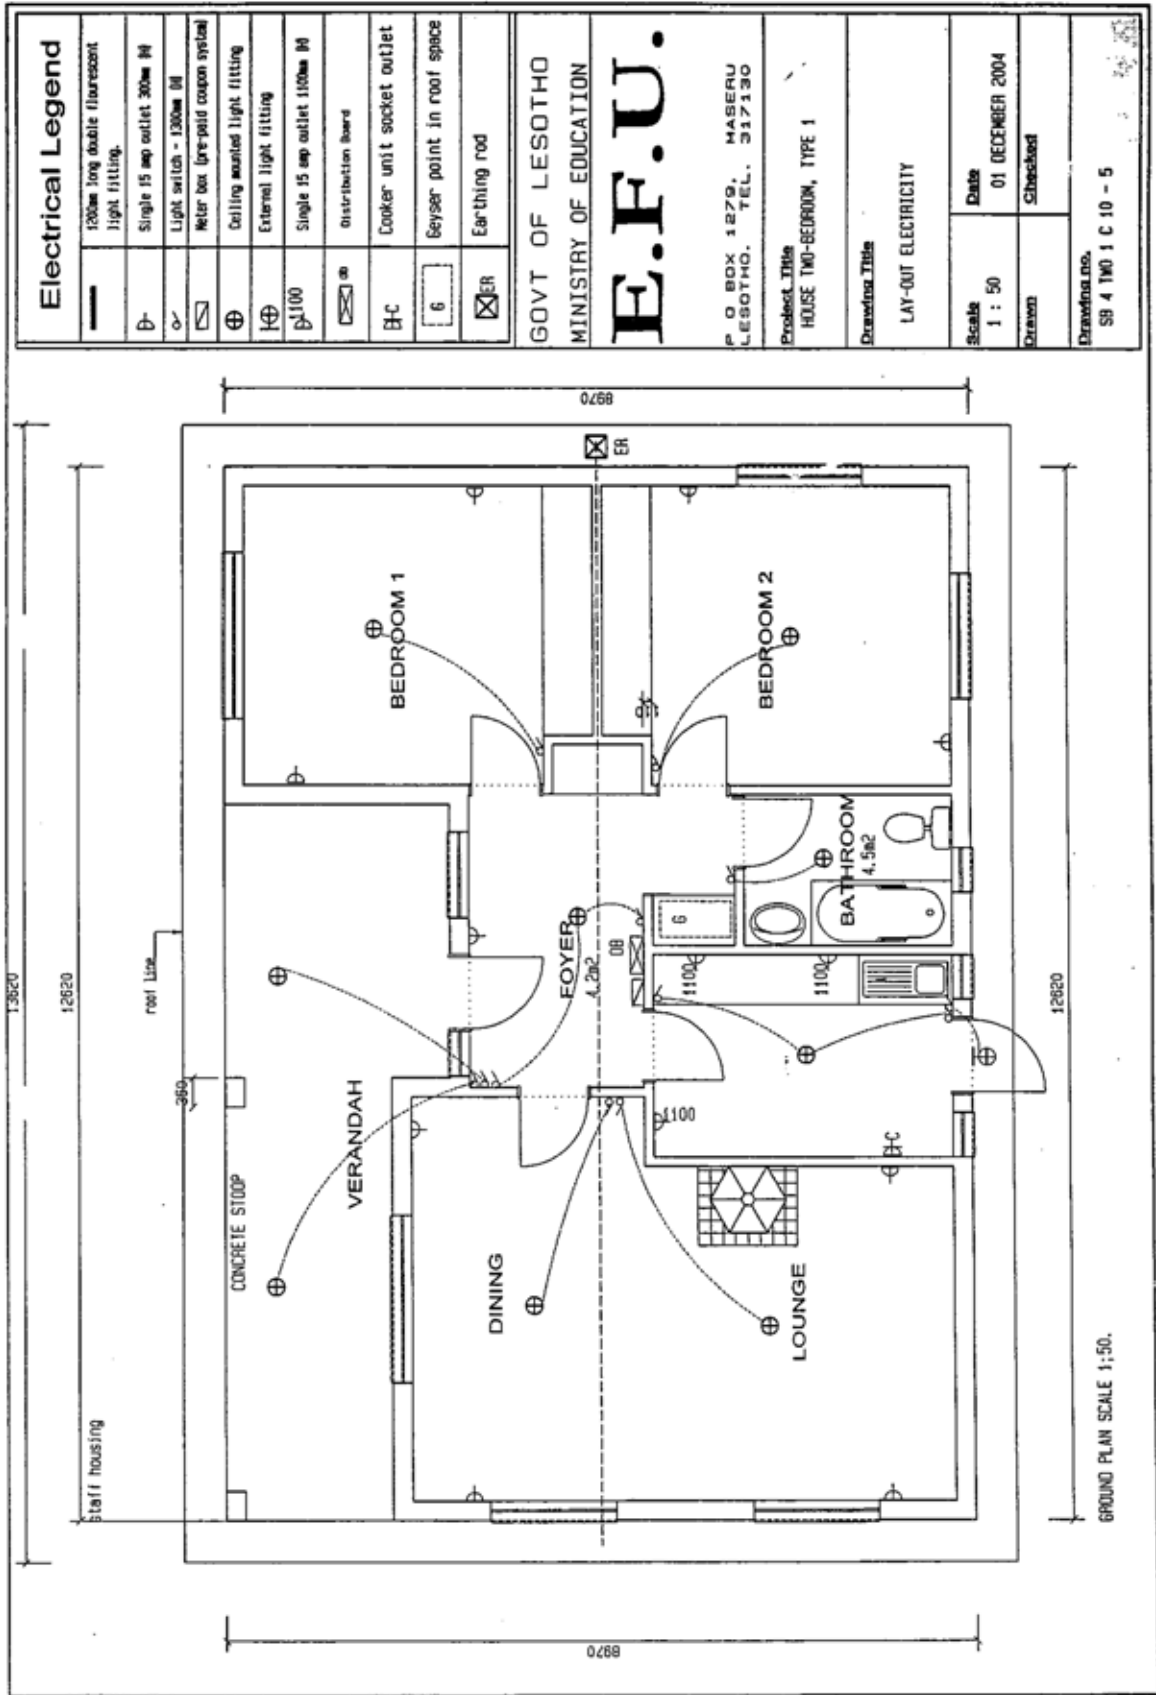 Electrical Legend
1200mm long double flourescent
light fitting.
Single 15 amp outlet 300mm (H)
Light switch - 1300mm (H)
Meter box (pre-paid coupon system)
Ceiling mounted light fitting
External light fitting
1100
Single 15 amp outlet 1100mm (H)
db
Distribution Board
C
Cooker unit socket outlet
G
Geyser point in roof space
ER
Earthing rod
GOVT OF LESOTHO
MINISTRY OF EDUCATION
E.F.U.
P O BOX 1279, MASERU
LESOTHO. TEL. 317130
Project Title
HOUSE TWO-BEDROOM, TYPE 1
Drawing Title
LAY-OUT ELECTRICITY
Scale
1 : 50
Date
01 DECEMBER 2004
Drawn
Checked
Drawing no.
SB 4 TWO 1 C 10 - 5
13620
12620
Staff housing
roof line
360
CONCRETE STOOP
VERANDAH
8970
8970
BEDROOM 1
BEDROOM 2
ER
FOYER
4.2m2
DB
G
BATHROOM
4.5m2
1100
1100
1100
C
DINING
LOUNGE
12620
GROUND PLAN SCALE 1:50.